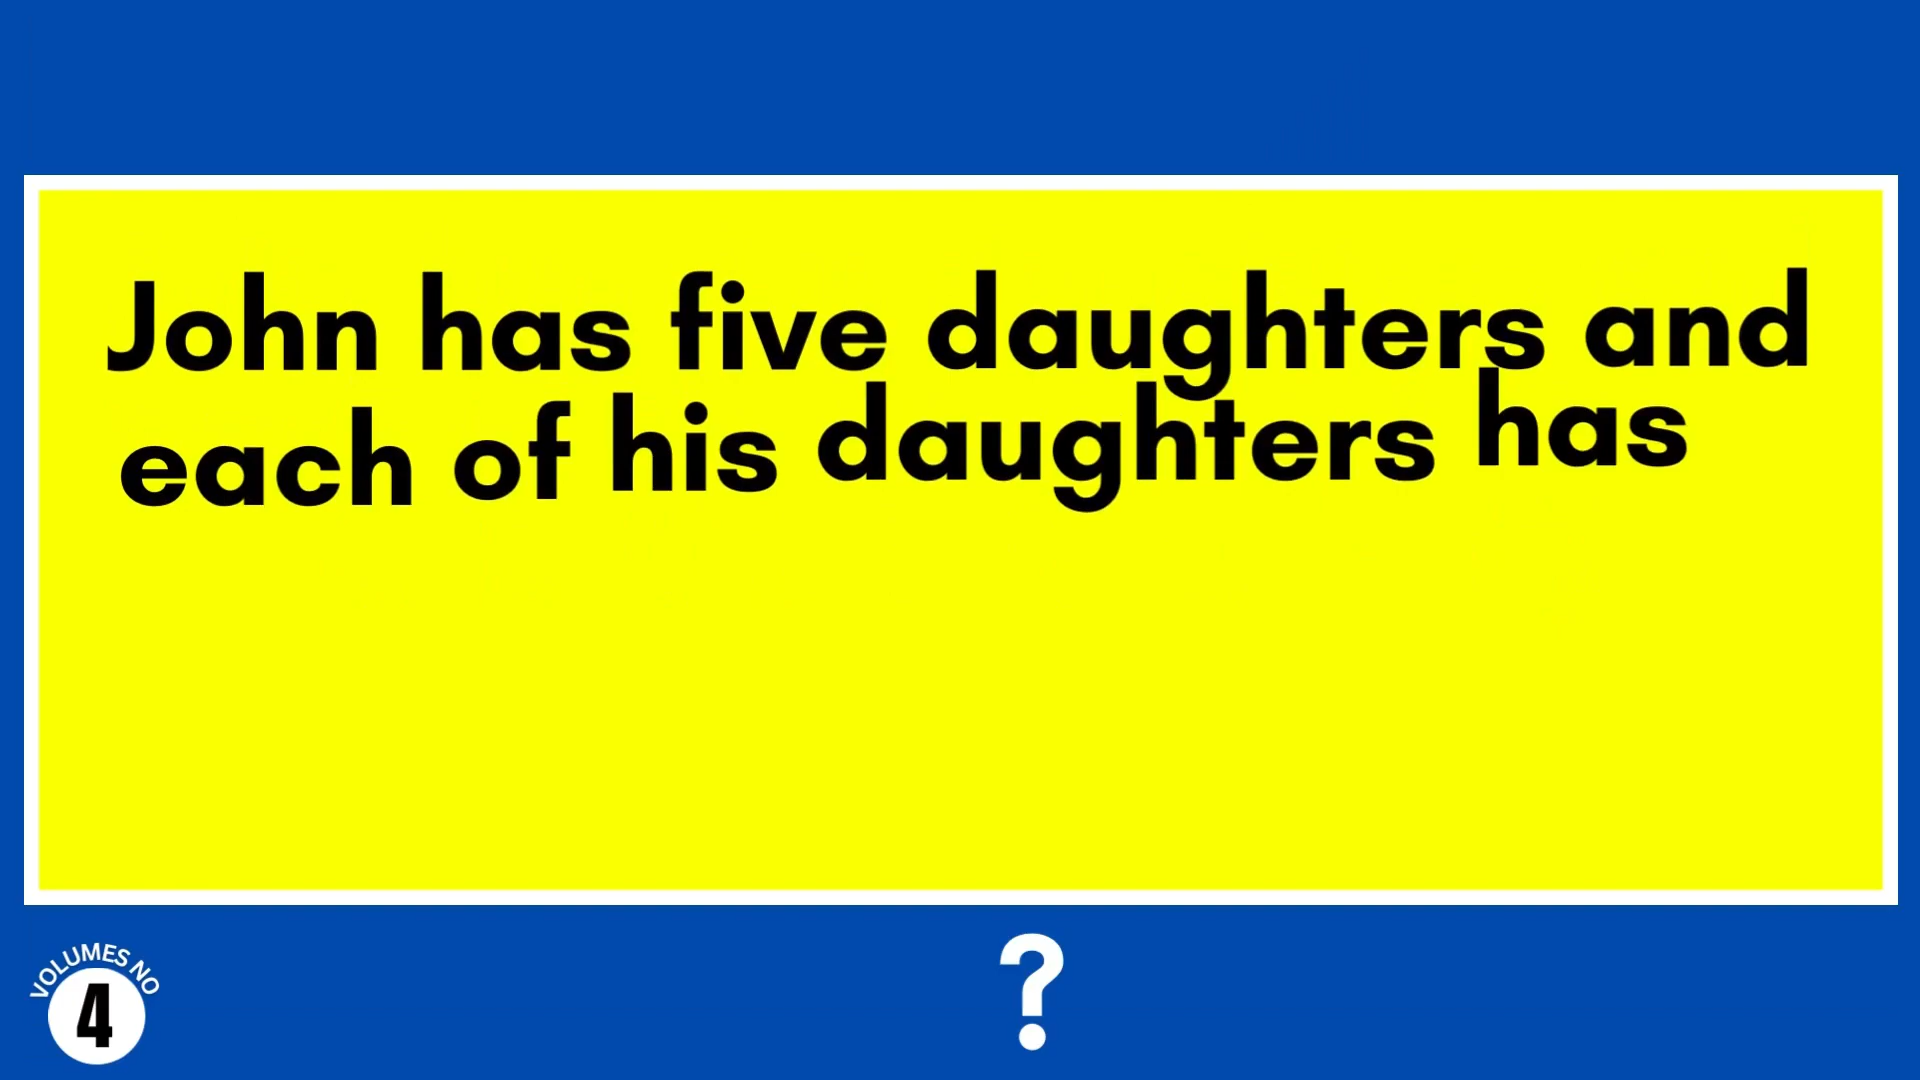 John has five daughters and
each of his daughters has
VOLUMES NO
4
?